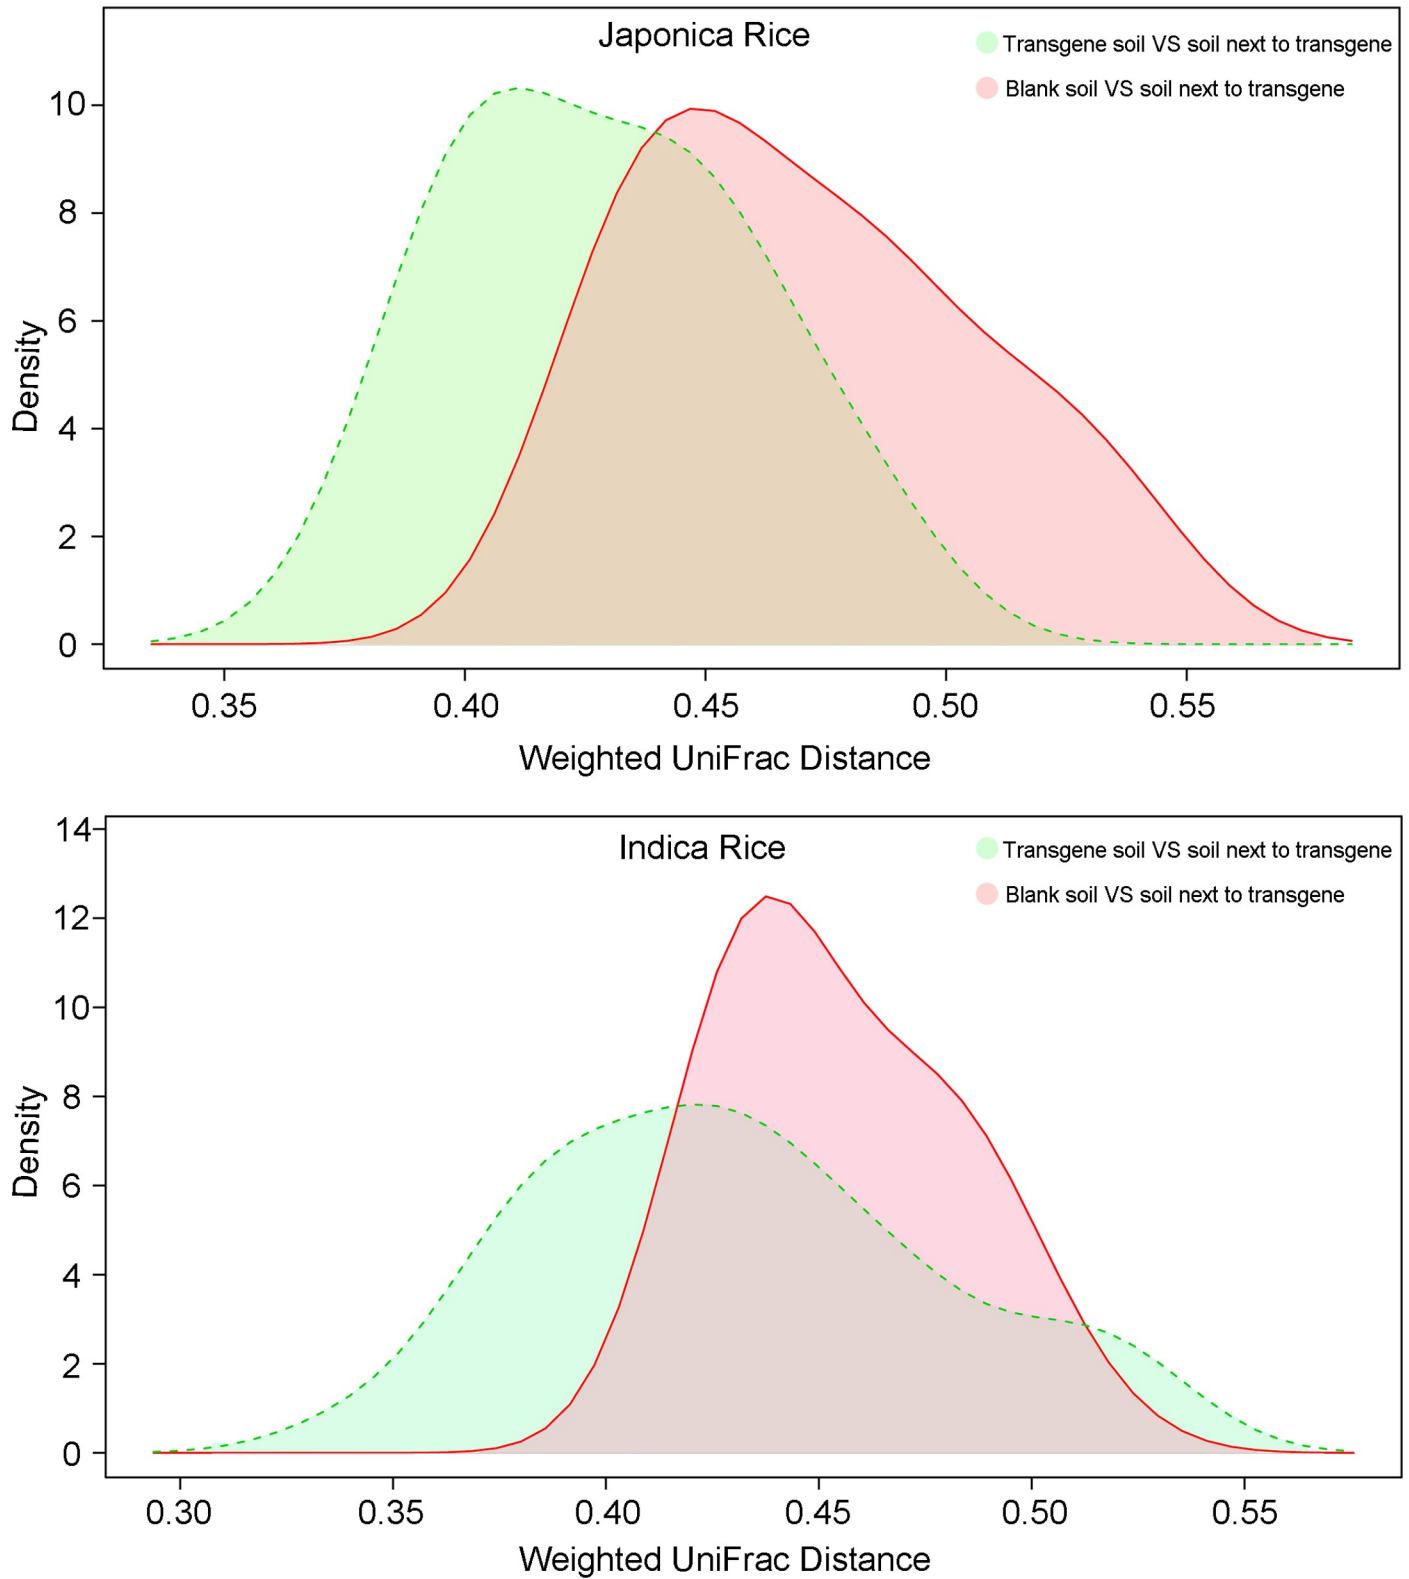 Japonica Rice
Transgene soil VS soil next to transgene
Blank soil VS soil next to transgene
10
8
6
4
2
0
Density
0.35 0.40 0.45 0.50 0.55
Weighted UniFrac Distance
Indica Rice
Transgene soil VS soil next to transgene
Blank soil VS soil next to transgene
14
12
10
8
6
4
2
0
Density
0.30 0.35 0.40 0.45 0.50 0.55
Weighted UniFrac Distance